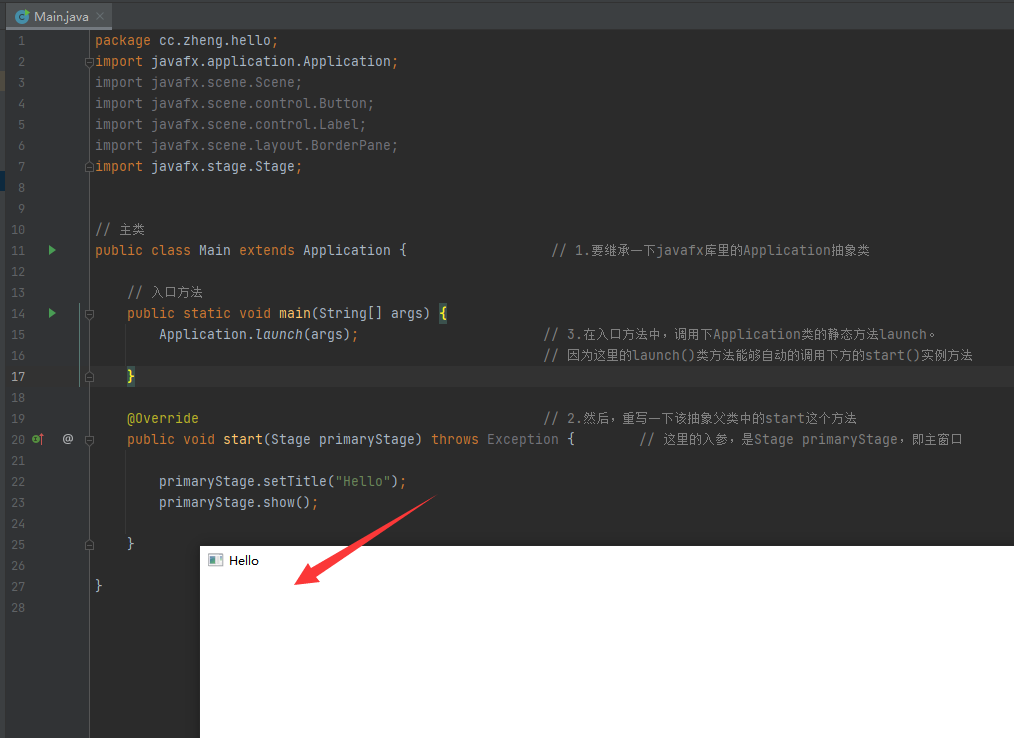 Main.java
1 package cc.zheng.hello;
2 import javafx.application.Application;
3 import javafx.scene.Scene;
4 import javafx.scene.control.Button;
5 import javafx.scene.control.Label;
6 import javafx.scene.layout.BorderPane;
7 import javafx.stage.Stage;
8
9
10 // 主类
11 public class Main extends Application { // 1.要继承一下javafx库里的Application抽象类
12
13 // 入口方法
14 public static void main(String[] args) {
15 Application.launch(args); // 3.在入口方法中，调用下Application类的静态方法launch。
16 // 因为这里的launch()类方法能够自动的调用下方的start()实例方法
17 }
18
19 @Override // 2.然后，重写一下该抽象父类中的start这个方法
20 @ public void start(Stage primaryStage) throws Exception { // 这里的入参，是Stage primaryStage，即主窗口
21
22 primaryStage.setTitle("Hello");
23 primaryStage.show();
24
25 }
26
27 }
28
Hello